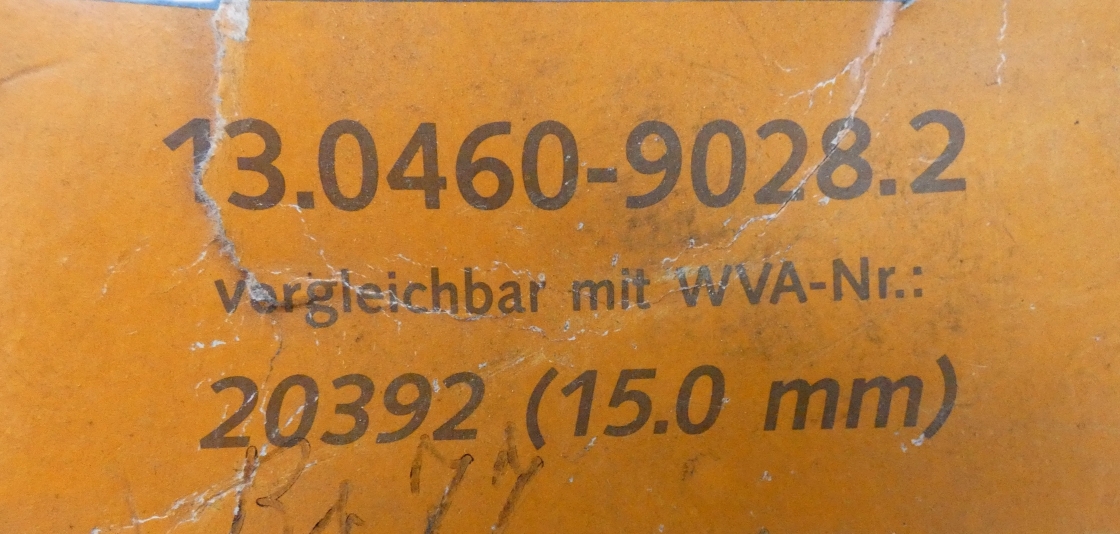 13.0460-9028.2
vergleichbar mit WVA-Nr.:
20392 (15.0 mm)